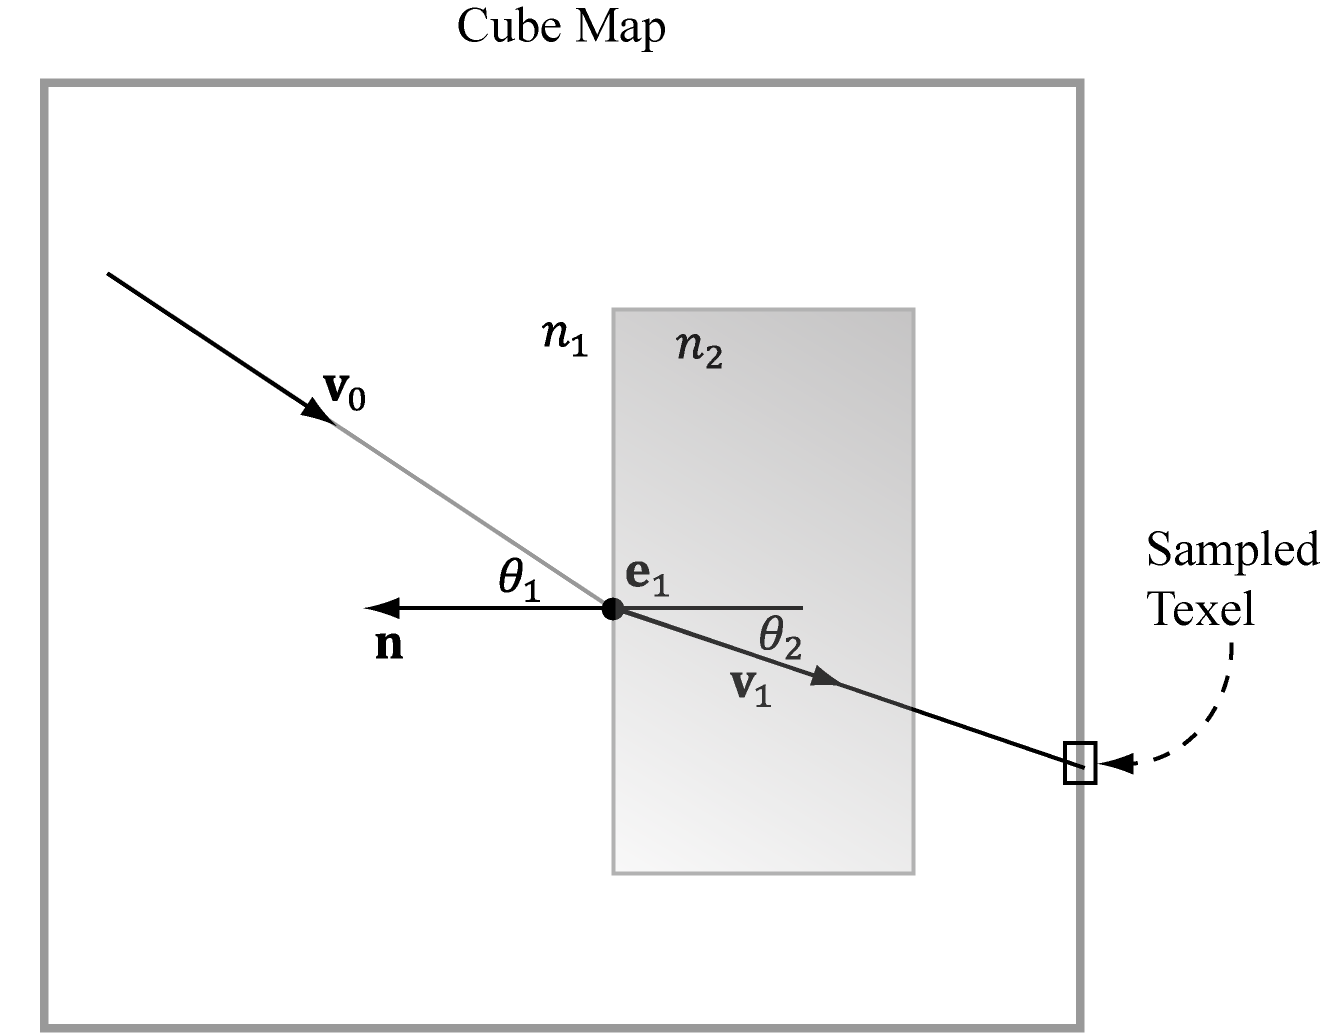 Cube Map
n₁
n₂
v₀
Sampled
Texel
θ₁
e₁
n
θ₂
v₁